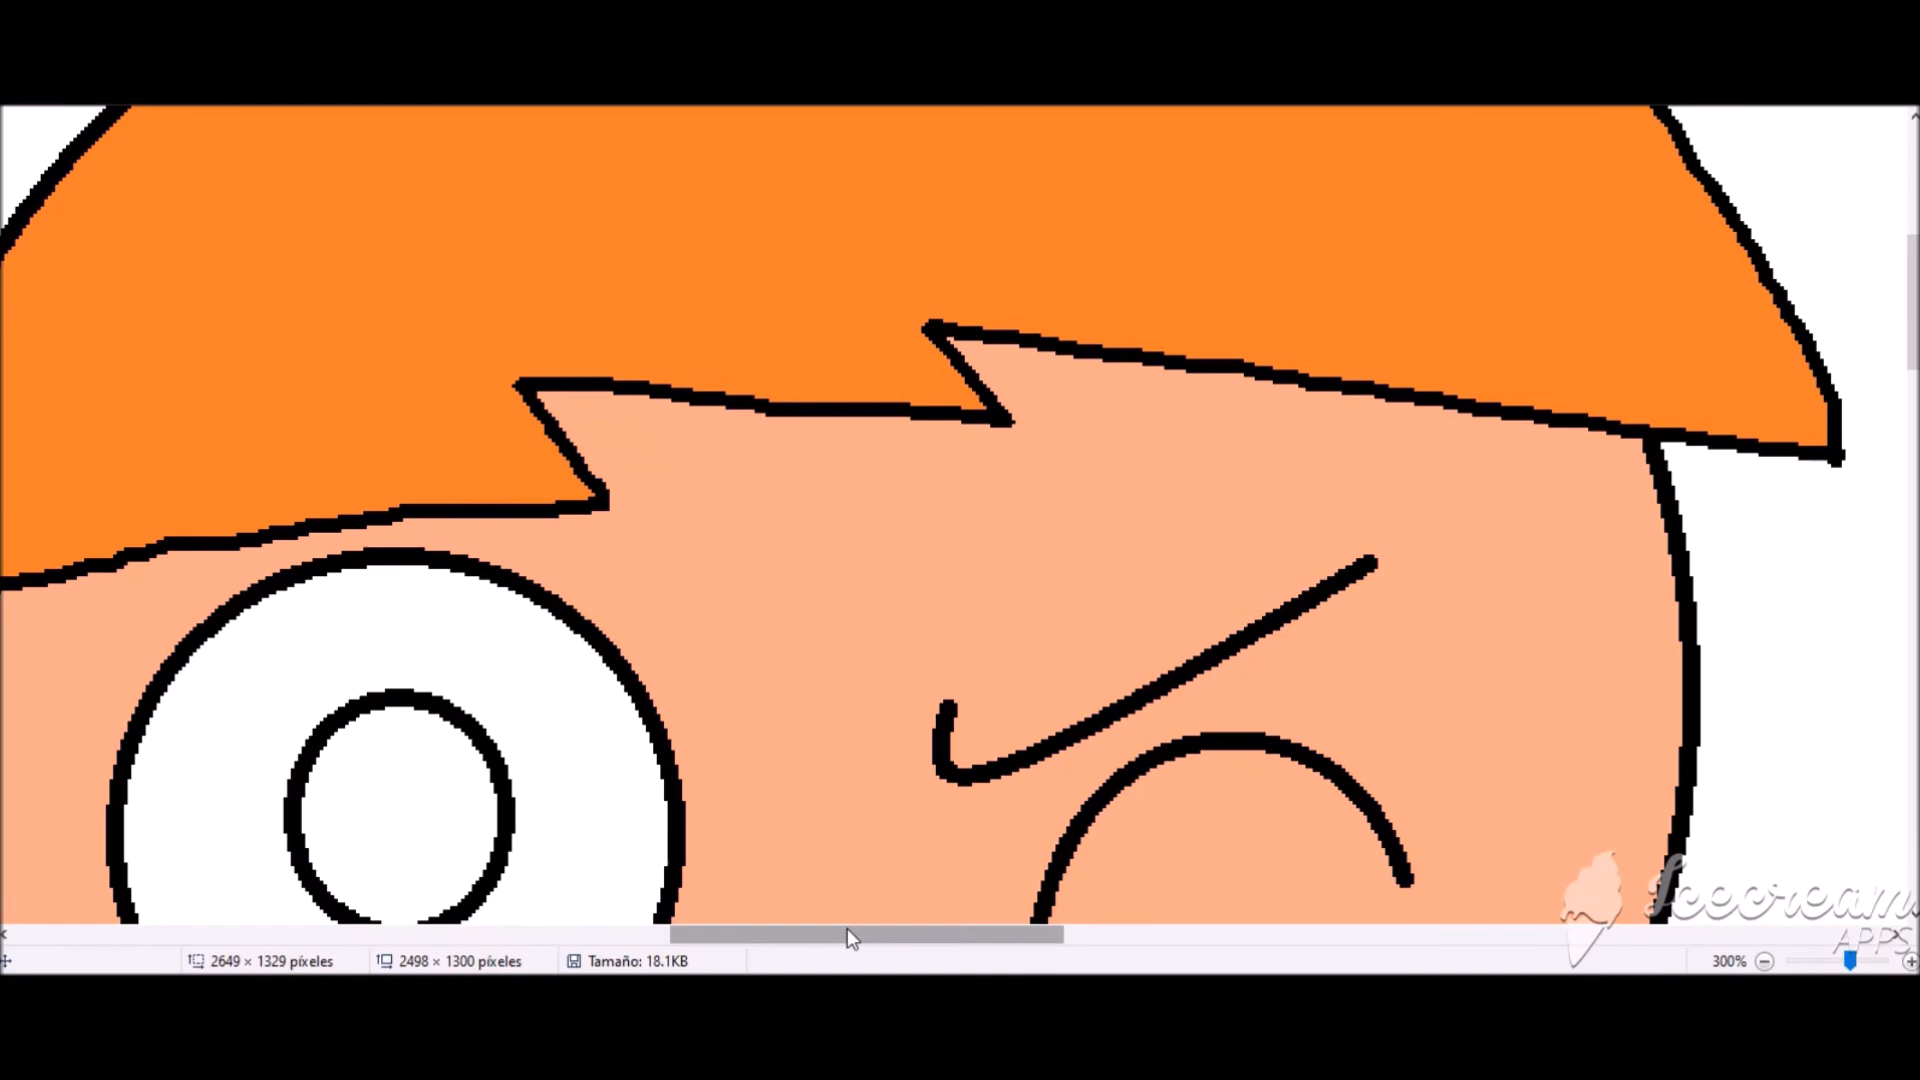 Icecream
APPS
2649 × 1329 píxeles
2498 × 1300 píxeles
Tamaño: 18.1KB
300%